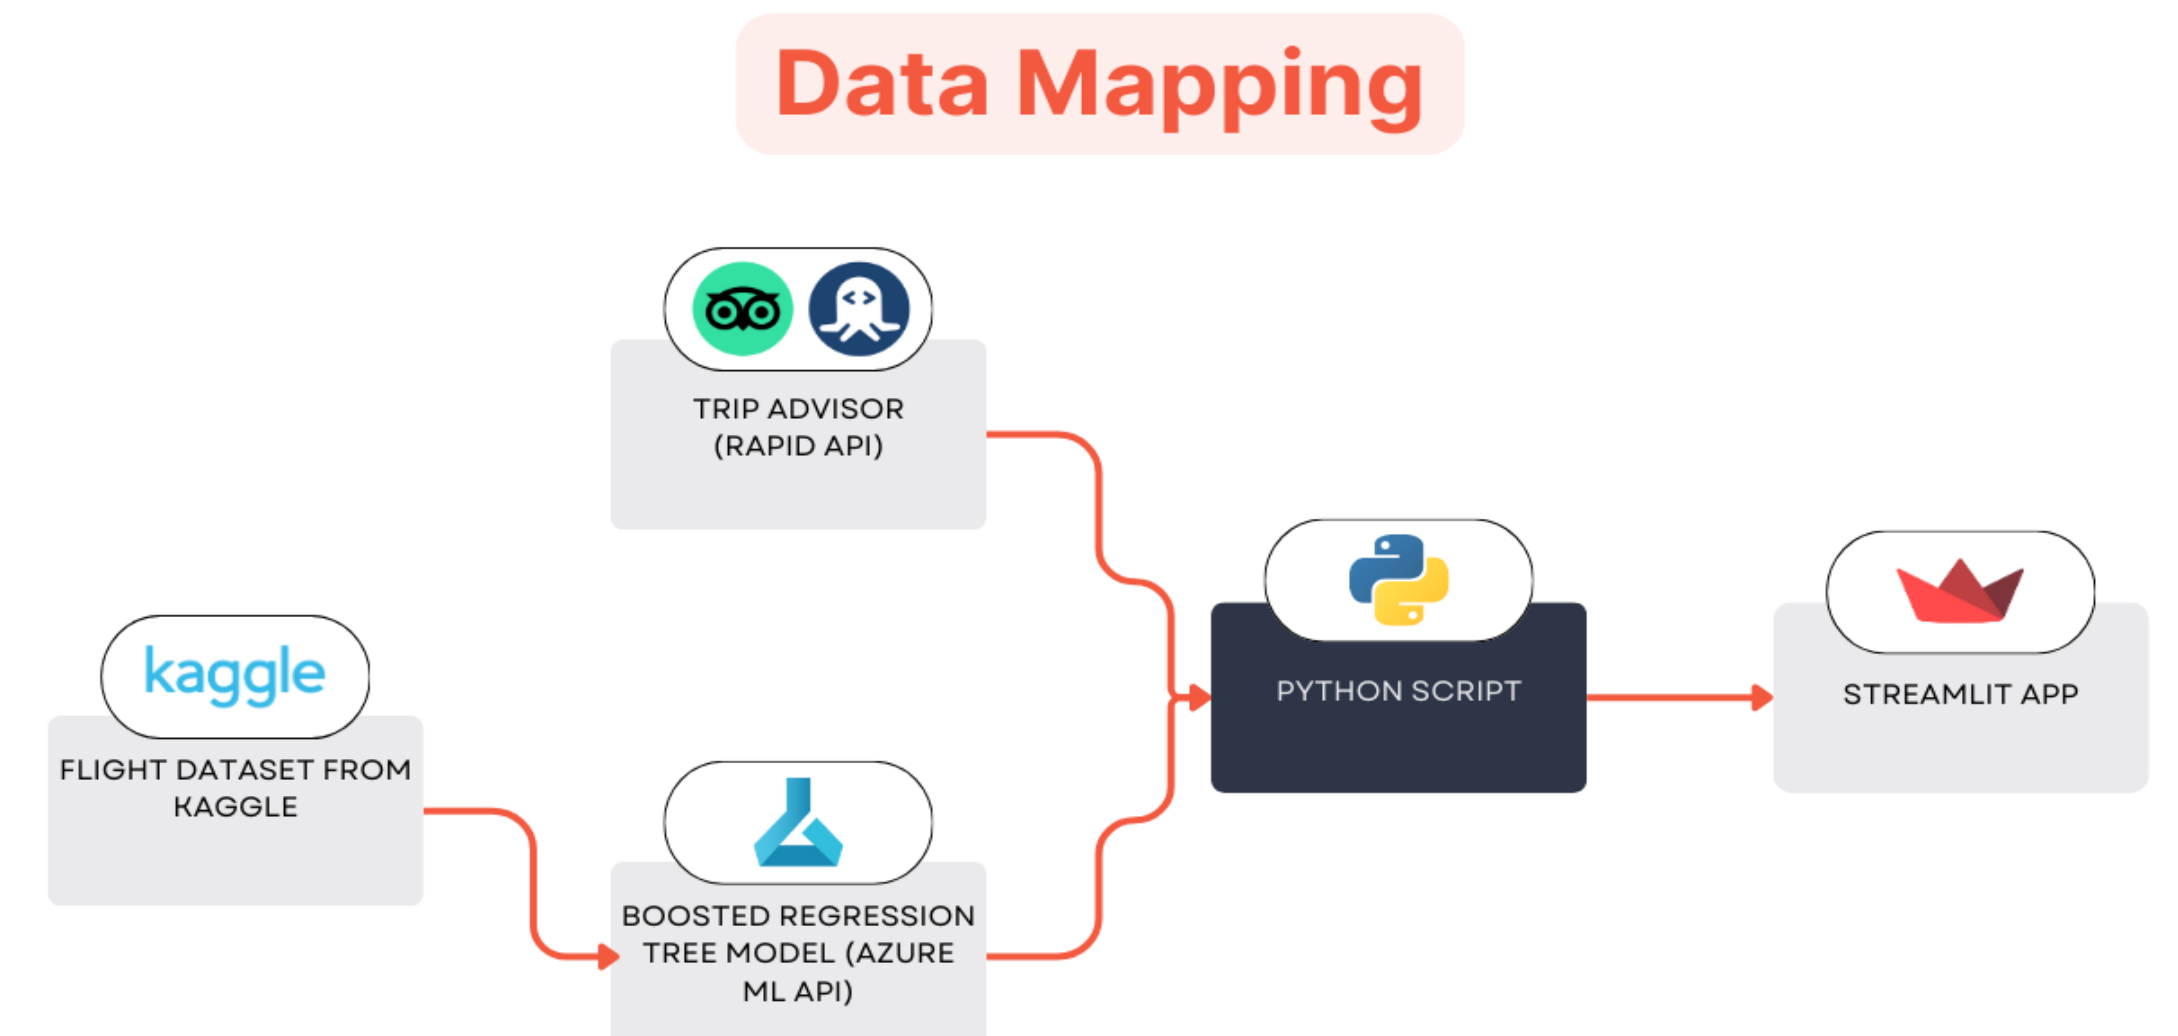 Data Mapping
TRIP ADVISOR
(RAPID API)
kaggle
FLIGHT DATASET FROM
KAGGLE
BOOSTED REGRESSION
TREE MODEL (AZURE
ML API)
PYTHON SCRIPT
STREAMLIT APP